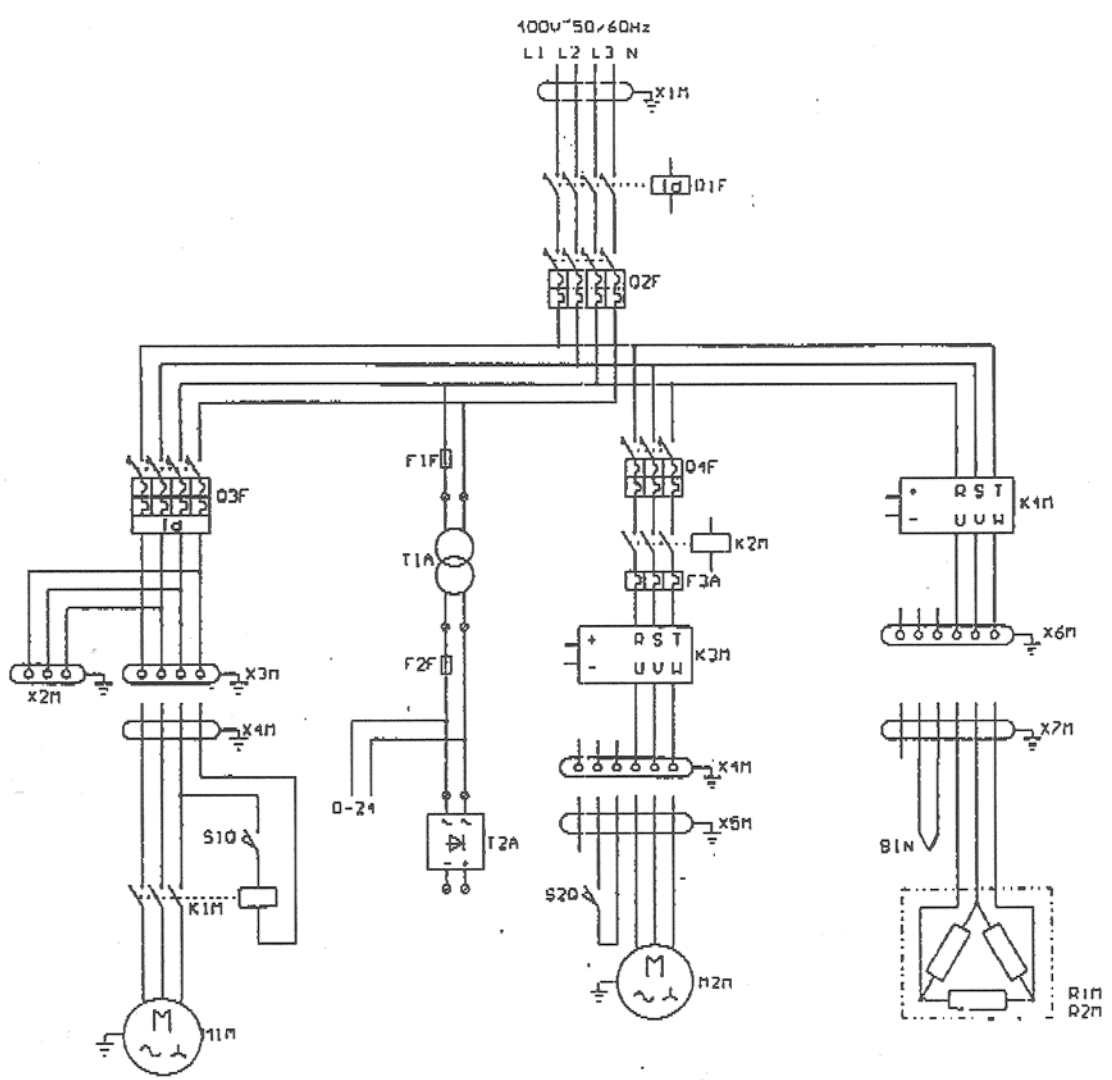 400V~50/60Hz
L1 L2 L3 N
X1M
Id Q1F
Q2F
F1F
Q3F
Id
Q4F
R S T
+ -
U V W
K4M
T1A
K2M
F3A
+ R S T
- U V W
K3M
X6M
F2F
X2M
X3M
X4M
X7M
X4M
0-24
S1Q
~ ~
- +
T2A
X5M
B1N
S2Q
K1M
M
M2M
R1M
R2M
M
M1M